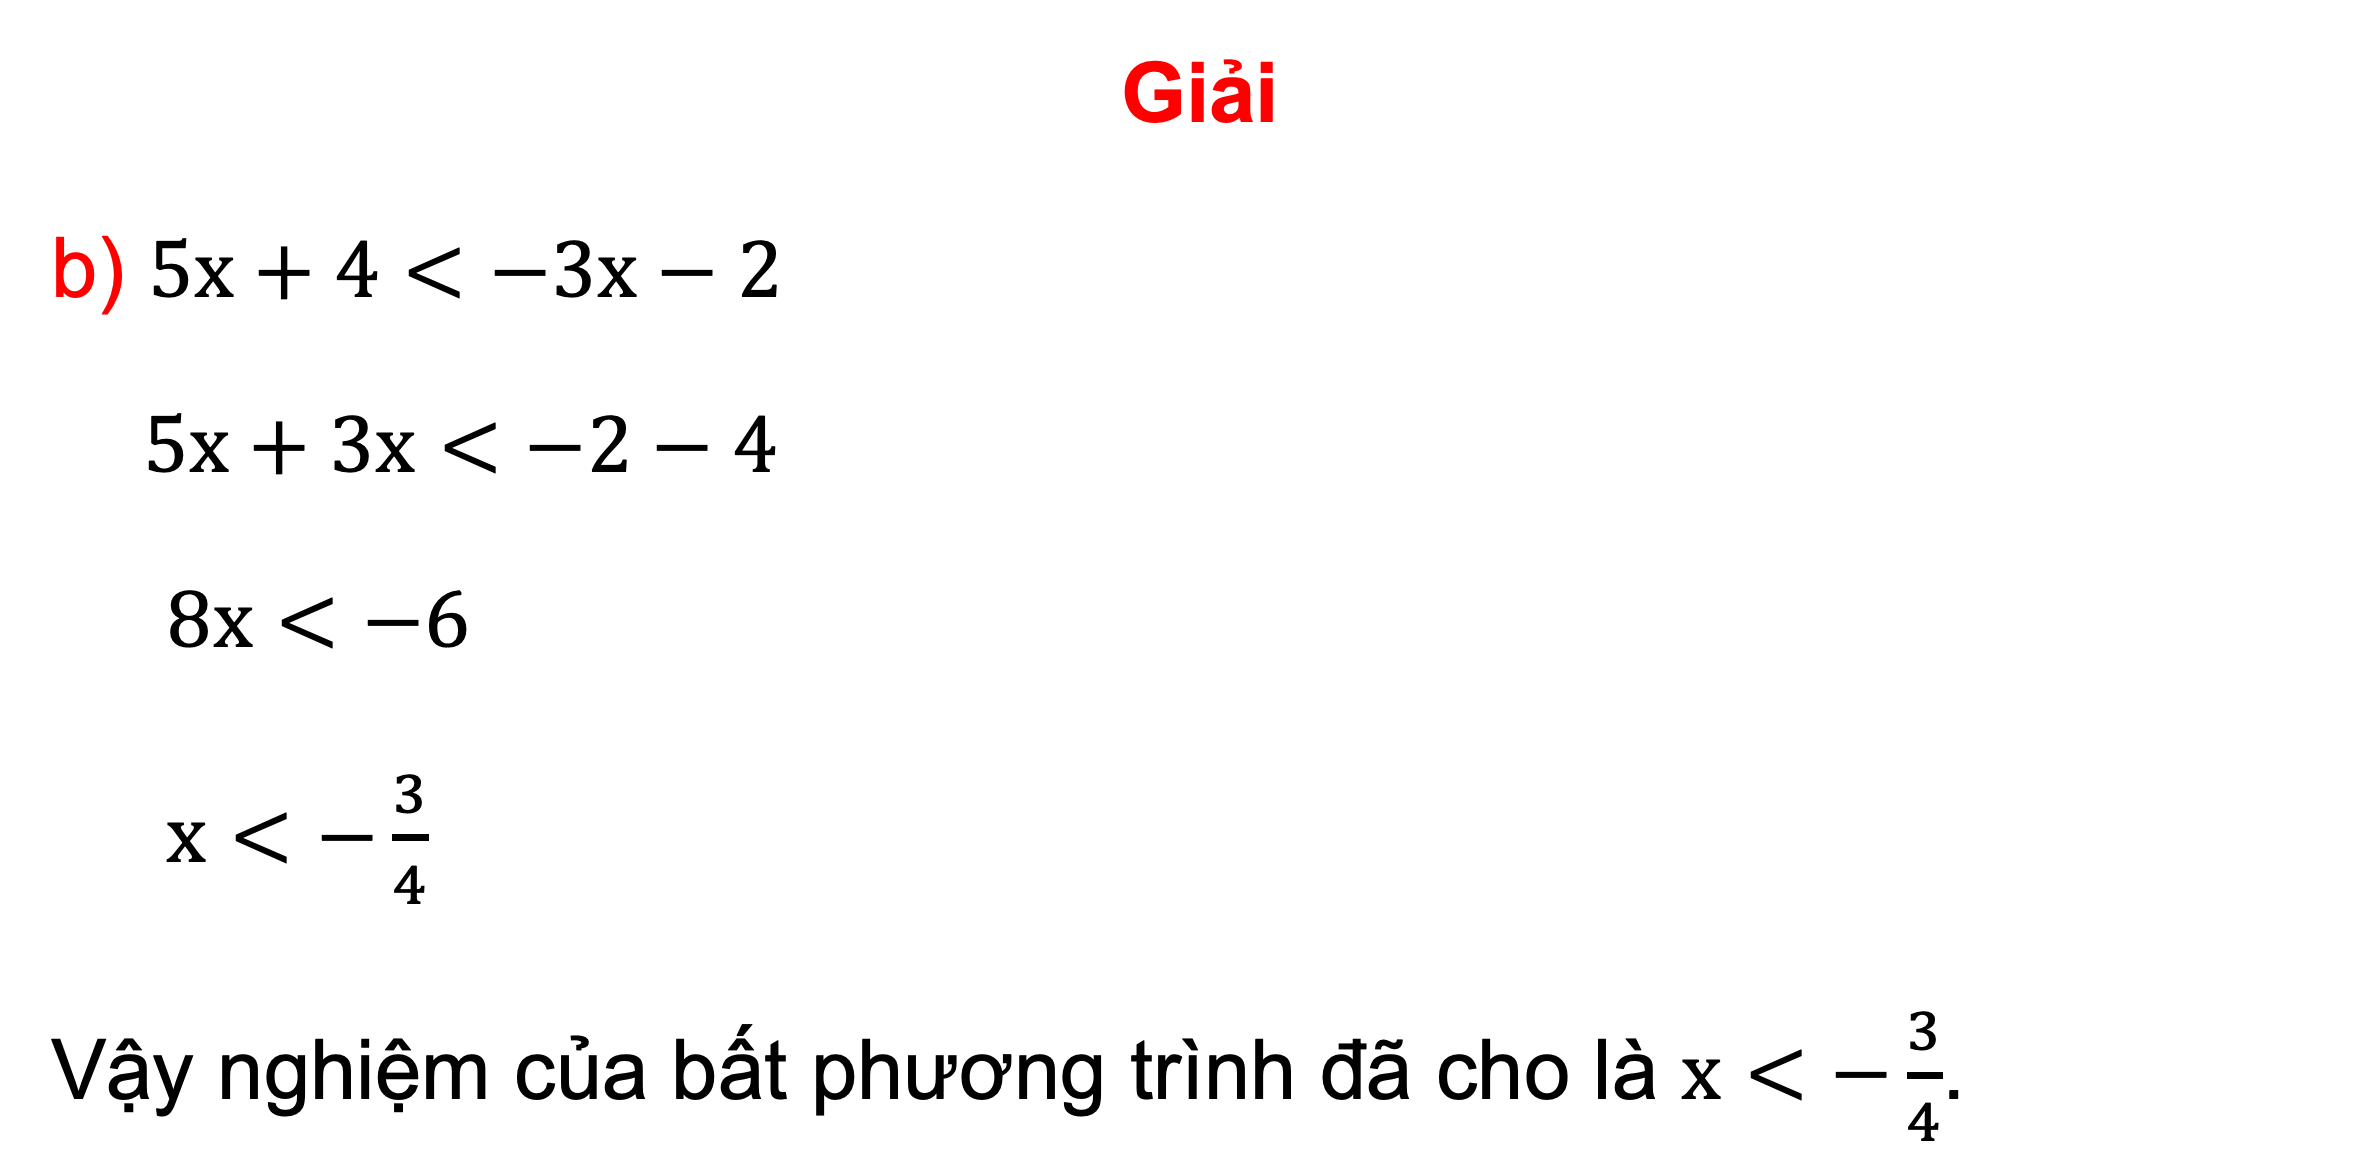 Giải
b) 5x + 4 < −3x − 2
5x + 3x < −2 − 4
8x < −6
x < − 3/4
Vậy nghiệm của bất phương trình đã cho là x < − 3/4.